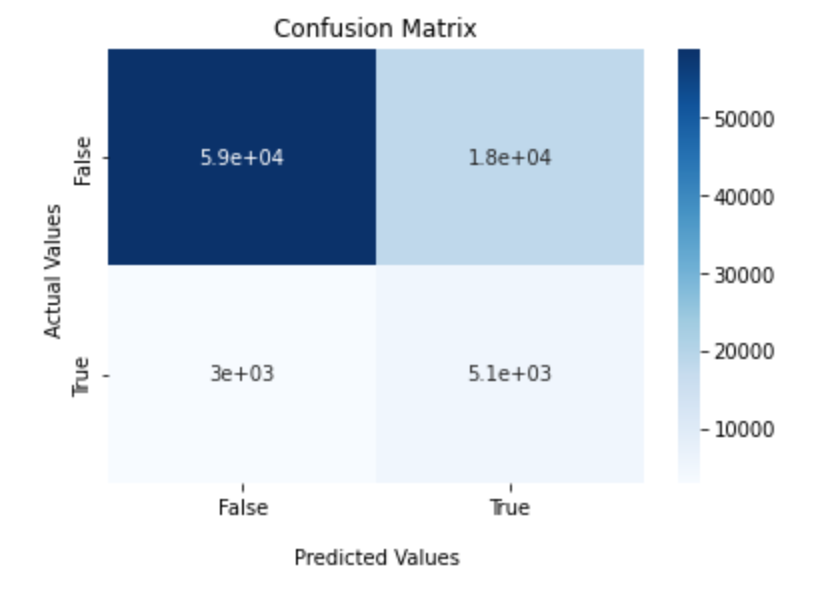 Confusion Matrix
False
5.9e+04
1.8e+04
50000
40000
30000
20000
10000
Actual Values
True
3e+03
5.1e+03
False
True
Predicted Values